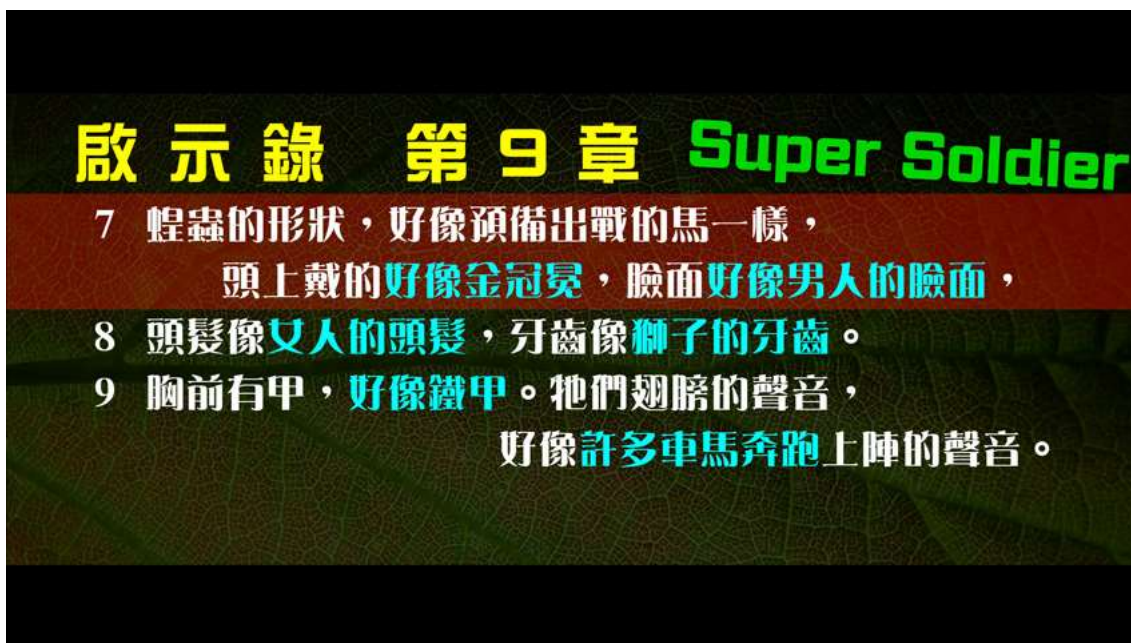 啟示錄 第9章 Super Soldier
7 蝗蟲的形狀，好像預備出戰的馬一樣，
頭上戴的好像金冠冕，臉面好像男人的臉面，
8 頭髮像女人的頭髮，牙齒像獅子的牙齒。
9 胸前有甲，好像鐵甲。牠們翅膀的聲音，
好像許多車馬奔跑上陣的聲音。